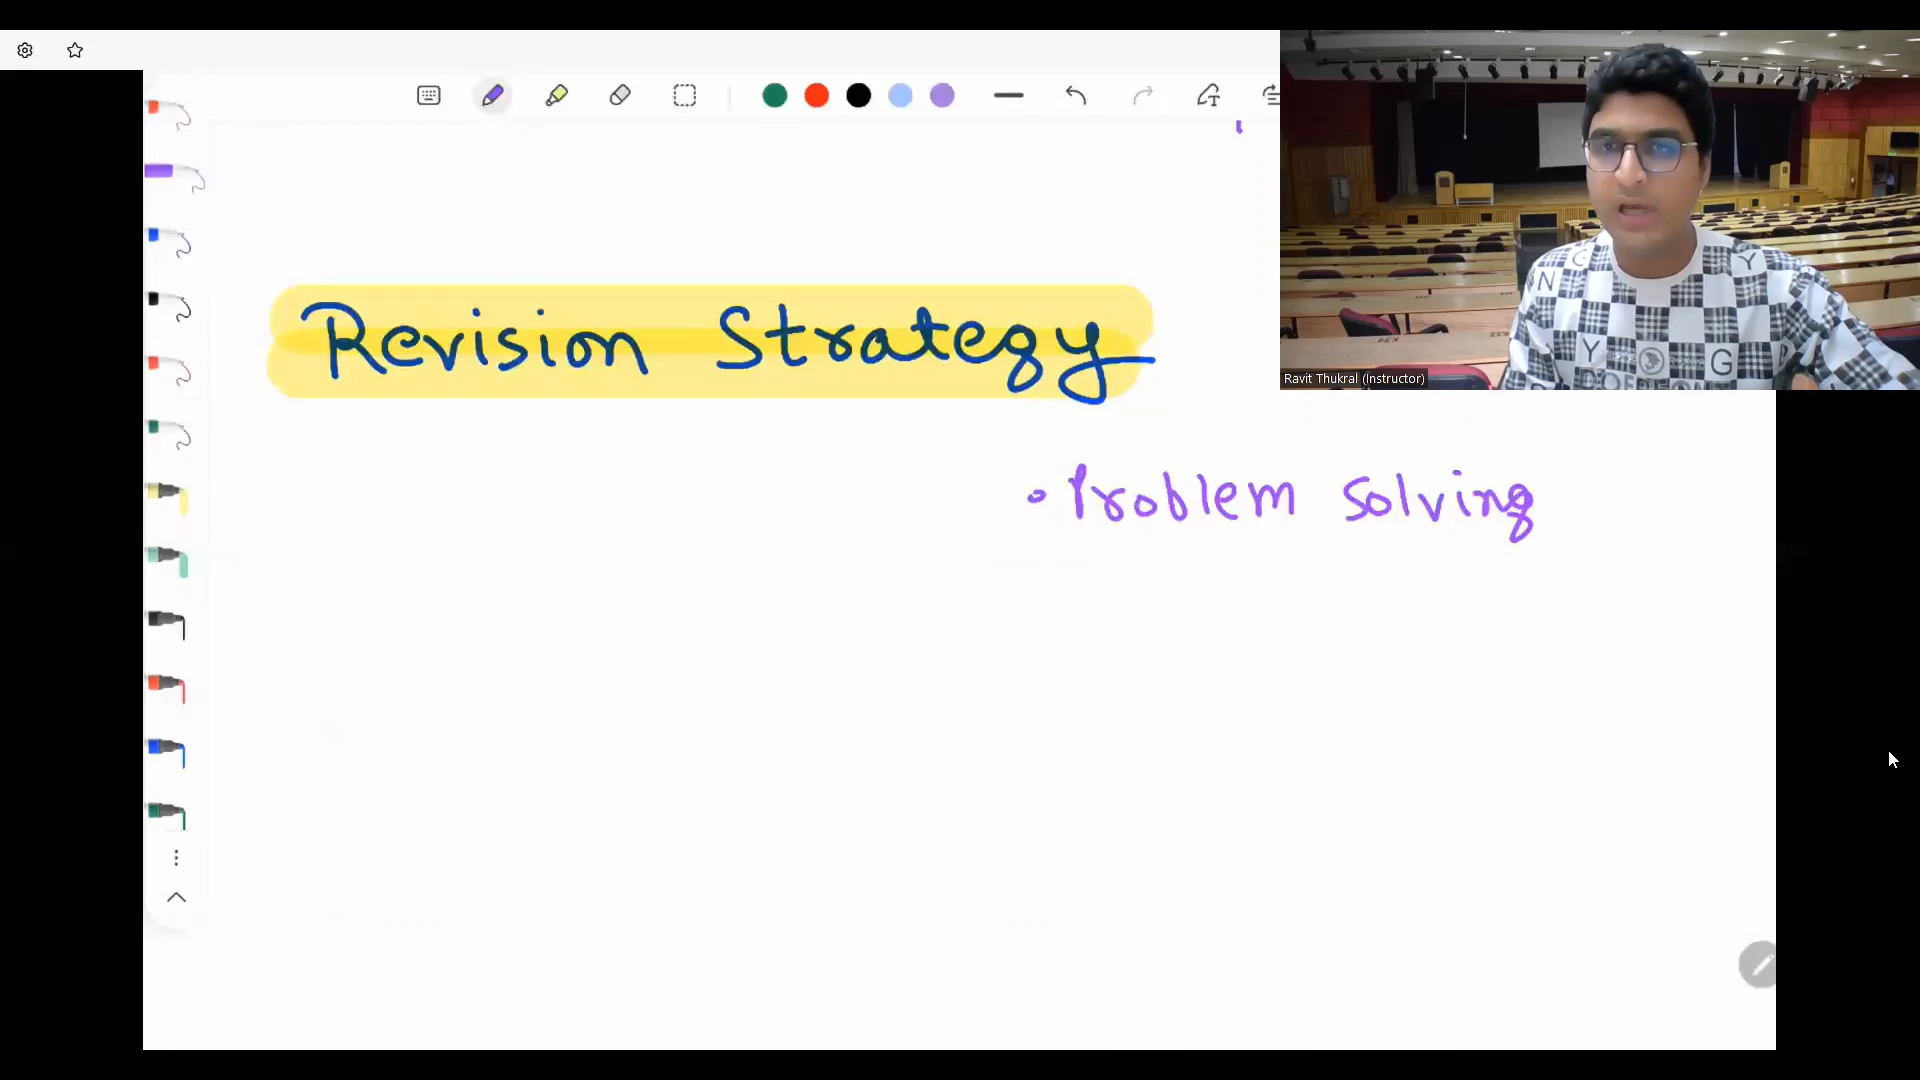 Revision Strategy
• Problem solving
Ravit Thukral (Instructor)
N G Y
Y G